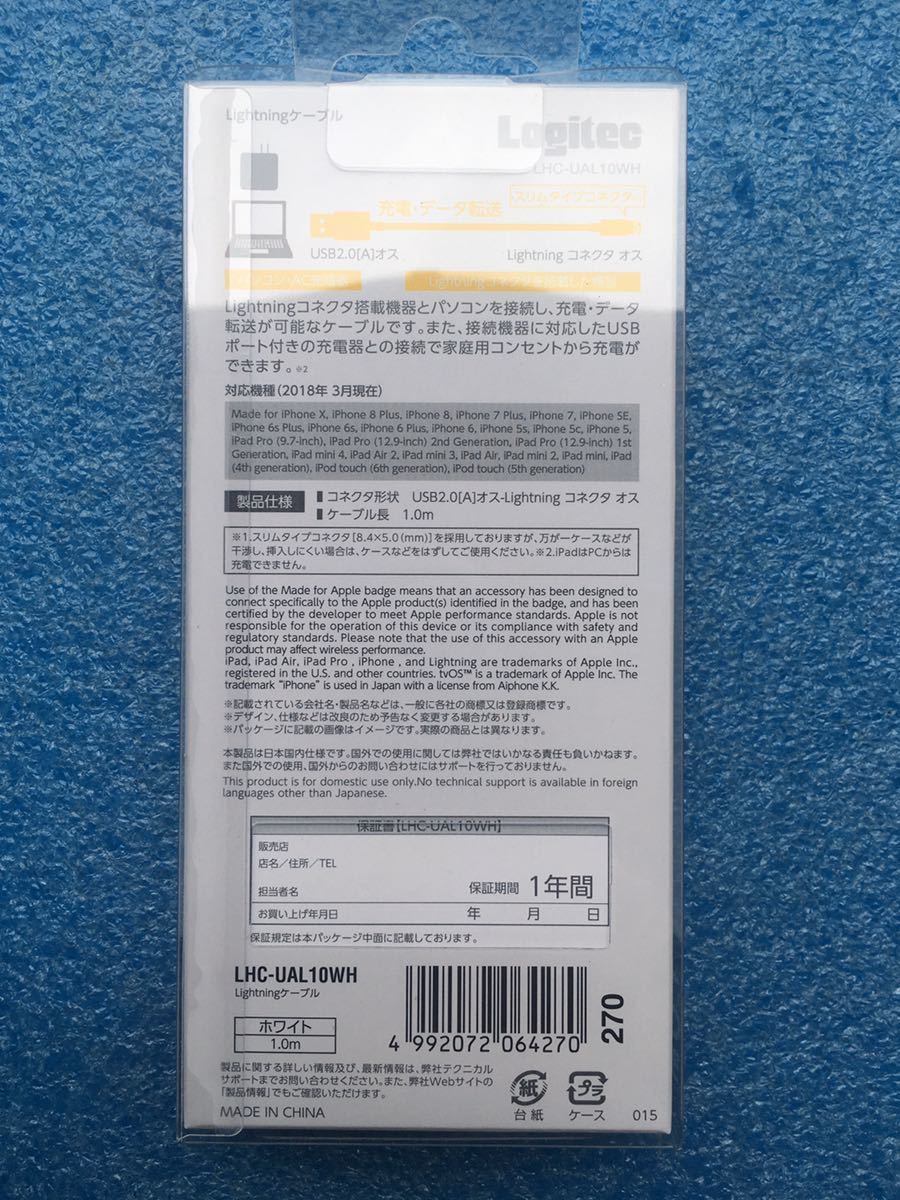 Lightningケーブル
Logitec
LHC-UAL10WH
充電・データ転送
スリムタイプコネクタ※1
USB2.0[A]オス
Lightning コネクタ オス
パソコン・AC充電器
Lightningコネクタを搭載した機器
Lightningコネクタ搭載機器とパソコンを接続し、充電・データ
転送が可能なケーブルです。また、接続機器に対応したUSB
ポート付きの充電器との接続で家庭用コンセントから充電が
できます。※2
対応機種(2018年 3月現在)
Made for iPhone X, iPhone 8 Plus, iPhone 8, iPhone 7 Plus, iPhone 7, iPhone SE,
iPhone 6s Plus, iPhone 6s, iPhone 6 Plus, iPhone 6, iPhone 5s, iPhone 5c, iPhone 5,
iPad Pro (9.7-inch), iPad Pro (12.9-inch) 2nd Generation, iPad Pro (12.9-inch) 1st
Generation, iPad mini 4, iPad Air 2, iPad mini 3, iPad Air, iPad mini 2, iPad mini, iPad
(4th generation), iPod touch (6th generation), iPod touch (5th generation)
製品仕様
コネクタ形状 USB2.0[A]オス-Lightning コネクタ オス
ケーブル長 1.0m
※1.スリムタイプコネクタ[8.4×5.0(mm)]を採用しておりますが、万が一ケースなどが
干渉し、挿入しにくい場合は、ケースなどをはずしてご使用ください。※2.iPadはPCからは
充電できません。
Use of the Made for Apple badge means that an accessory has been designed to
connect specifically to the Apple product(s) identified in the badge, and has been
certified by the developer to meet Apple performance standards. Apple is not
responsible for the operation of this device or its compliance with safety and
regulatory standards. Please note that the use of this accessory with an Apple
product may affect wireless performance.
iPad, iPad Air, iPad Pro , iPhone , and Lightning are trademarks of Apple Inc.,
registered in the U.S. and other countries. tvOS™ is a trademark of Apple Inc. The
trademark "iPhone" is used in Japan with a license from Aiphone K.K.
※記載されている会社名・製品名などは、一般に各社の商標又は登録商標です。
※デザイン、仕様などは改良のため予告なく変更する場合があります。
※パッケージに記載の画像はイメージです。実際の商品とは異なります。
本製品は日本国内仕様です。国外での使用に関しては弊社ではいかなる責任も負いかねます。
また国外での使用、国外からのお問い合わせにはサポートを行っておりません。
This product is for domestic use only.No technical support is available in foreign
languages other than Japanese.
保証書【LHC-UAL10WH】
販売店
店名/住所/TEL
担当者名
保証期間 1年間
お買い上げ年月日 年 月 日
保証規定は本パッケージ中面に記載しております。
LHC-UAL10WH
Lightningケーブル
ホワイト
1.0m
4 992072 064270
270
製品に関する詳しい情報及び、最新情報は、弊社テクニカル
サポートまでお問い合わせください。また、弊社Webサイトの
「製品情報」でもご確認いただけます。
MADE IN CHINA
紙
台紙
プラ
ケース
015